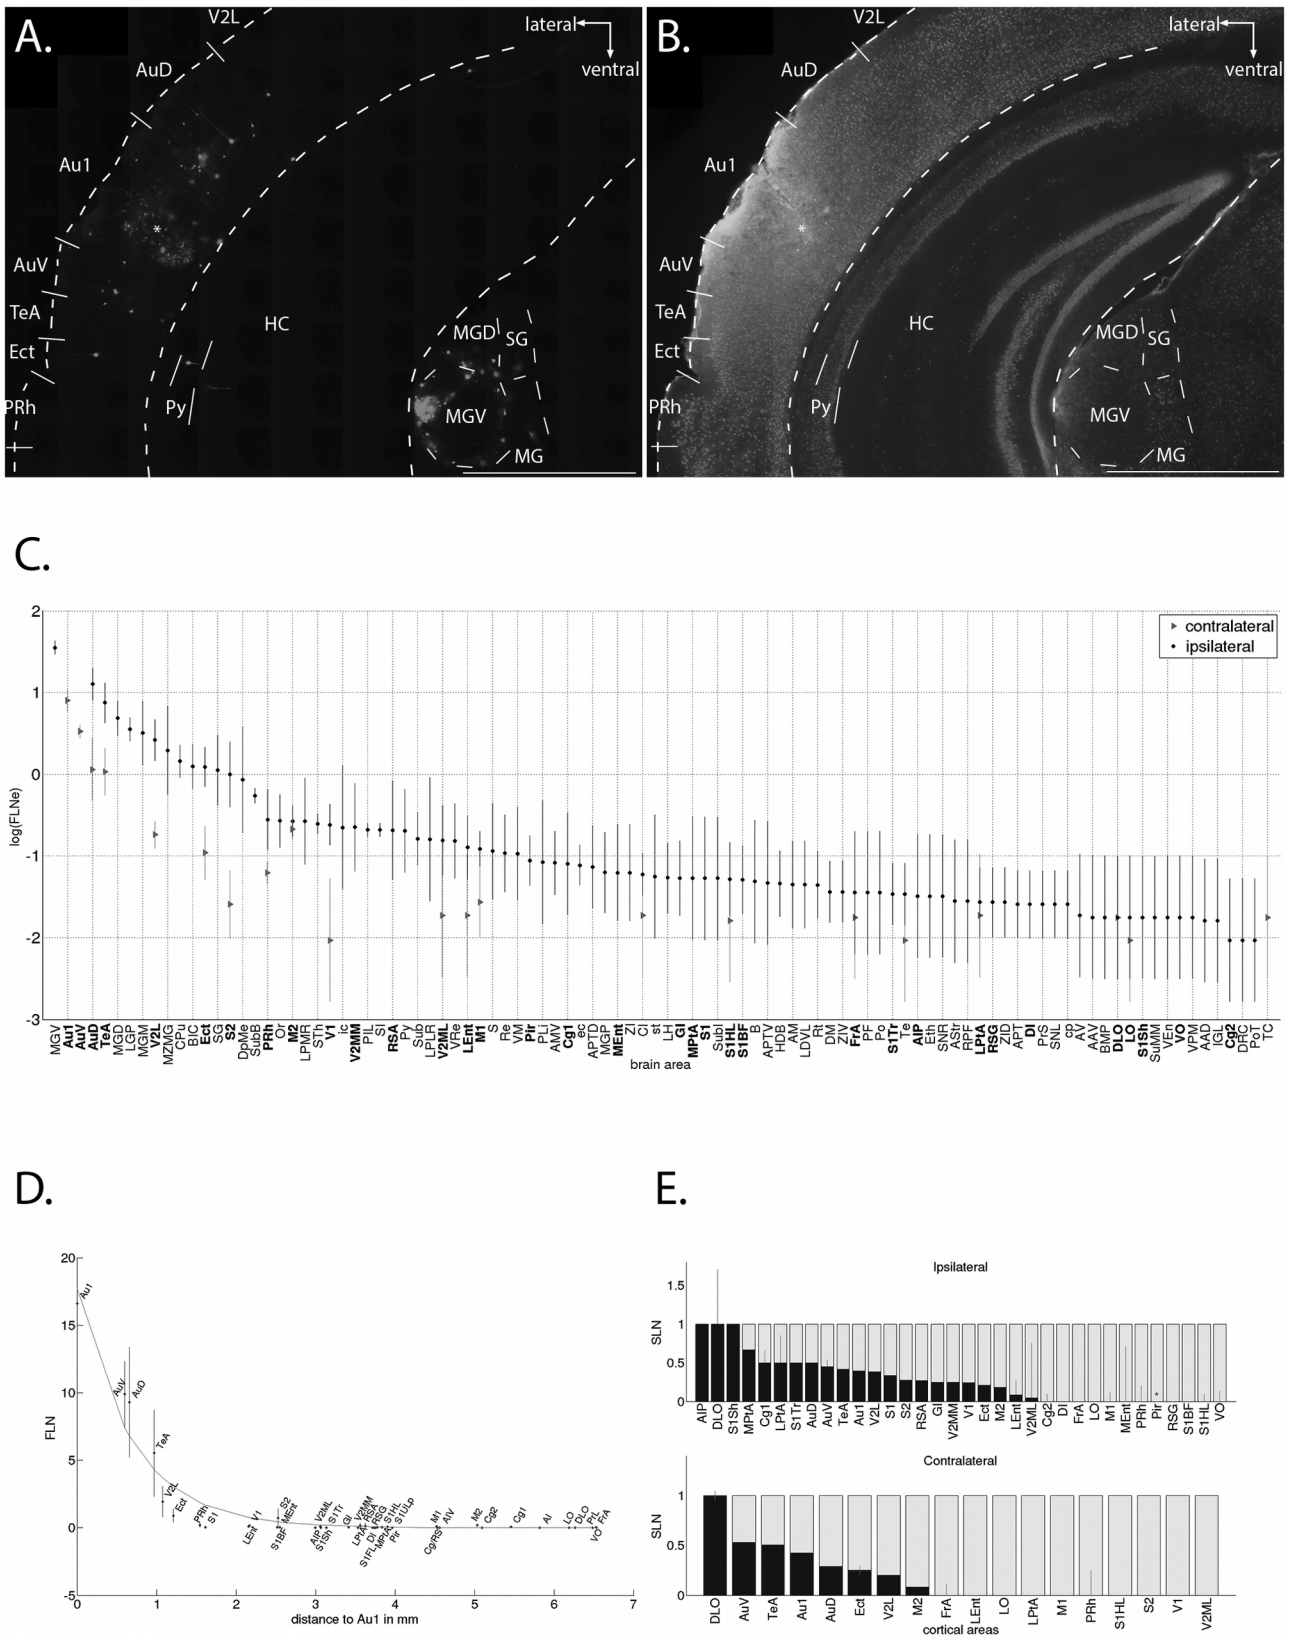 A.
V2L
lateral
ventral
AuD
Au1
*
AuV
TeA
Ect
PRh
HC
Py
MGD
SG
MGV
MG
B.
V2L
lateral
ventral
AuD
Au1
*
AuV
TeA
Ect
PRh
HC
Py
MGD
SG
MGV
MG
C.
2
1
0
-1
-2
-3
log(FLNe)
contralateral
ipsilateral
MGV Au1 AuV AuD TeA MGD LGP MGM V2L MZMG CPu BIC Ect SG S2 DpMe SubB PRh Or M2 LPMR STh V1 ic V2MM PIL SI RSA Py Sub LPLR V2ML VRe LEnt M1 S Re VM Pir PLi AMV Cg1 ec APTD MGP MEnt ZI Cl st LH GI MPtA S1 SubI S1HL S1BF B APTV HDB AM LDVL Rt DM ZIV FrA PP Po S1Tr Te AIP Eth SNR AStr RPF LPtA RSG ZID APT DI PrS SNL cp AV AAV BMP DLO LO S1Sh SuMM VEn VO VPM AAD IGL Cg2 DRC PoT TC
brain area
D.
20
15
10
5
0
-5
FLN
Au1
AuV
AuD
TeA
V2L
Ect
PRh
S1
LEnt
V1
S1BF
S2
MEnt
AIP
S1Sh
V2ML
S1Tr
GI
LPtA
V2MM
RSA
S1FL
DI
RSG
MPtA
S1HL
Pir
S1ULp
Cg/RS
M1
AIV
M2
Cg2
Cg1
AI
LO
DLO
VO
PrL
FrA
0 1 2 3 4 5 6 7
distance to Au1 in mm
E.
Ipsilateral
1.5
1
0.5
0
SLN
*
AIP DLO S1Sh MPtA Cg1 LPtA S1Tr AuD AuV TeA Au1 V2L S1 S2 RSA GI V2MM V1 Ect M2 LEnt V2ML Cg2 DI FrA LO M1 MEnt PRh Pir RSG S1BF S1HL VO
Contralateral
1
0.5
0
SLN
DLO AuV TeA Au1 AuD Ect V2L M2 FrA LEnt LO LPtA M1 PRh S1HL S2 V1 V2ML
cortical areas